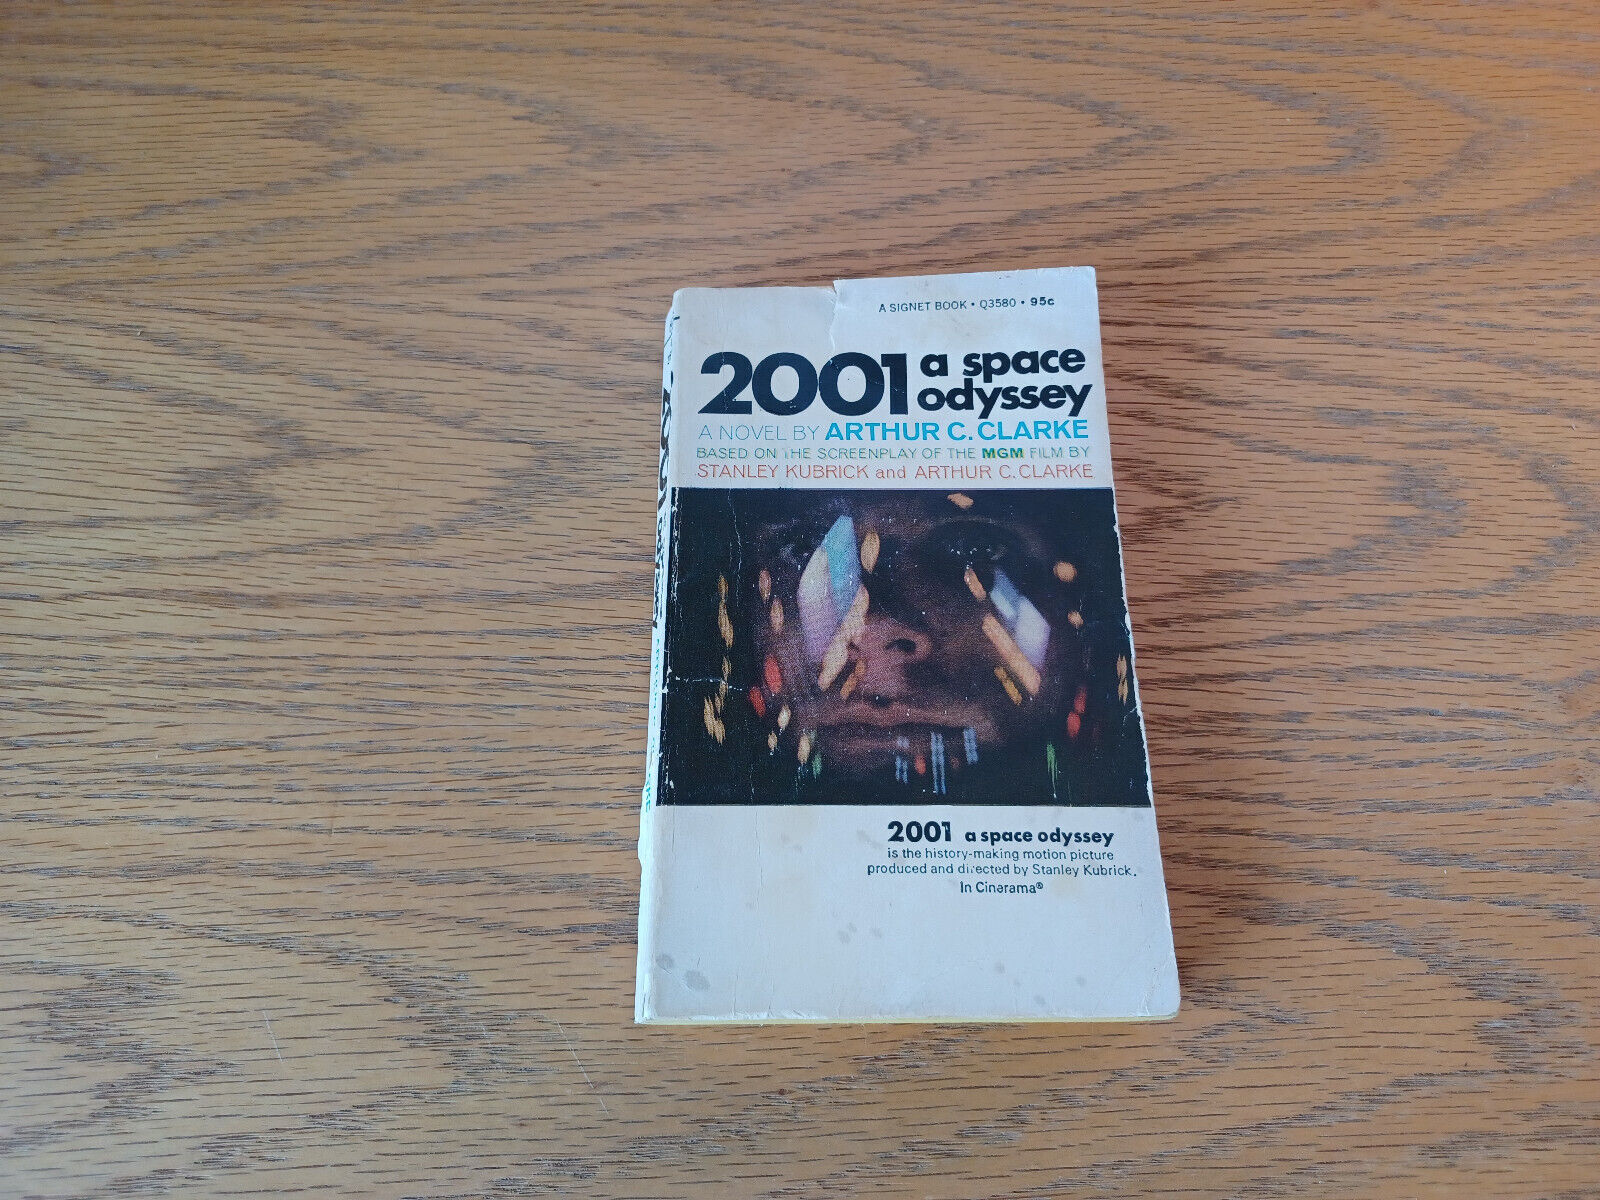 A SIGNET BOOK • Q3580 • 95c
2001 a space
odyssey
A NOVEL BY ARTHUR C. CLARKE
BASED ON THE SCREENPLAY OF THE MGM FILM BY
STANLEY KUBRICK and ARTHUR C. CLARKE
2001 a space odyssey
is the history-making motion picture
produced and directed by Stanley Kubrick.
In Cinerama®